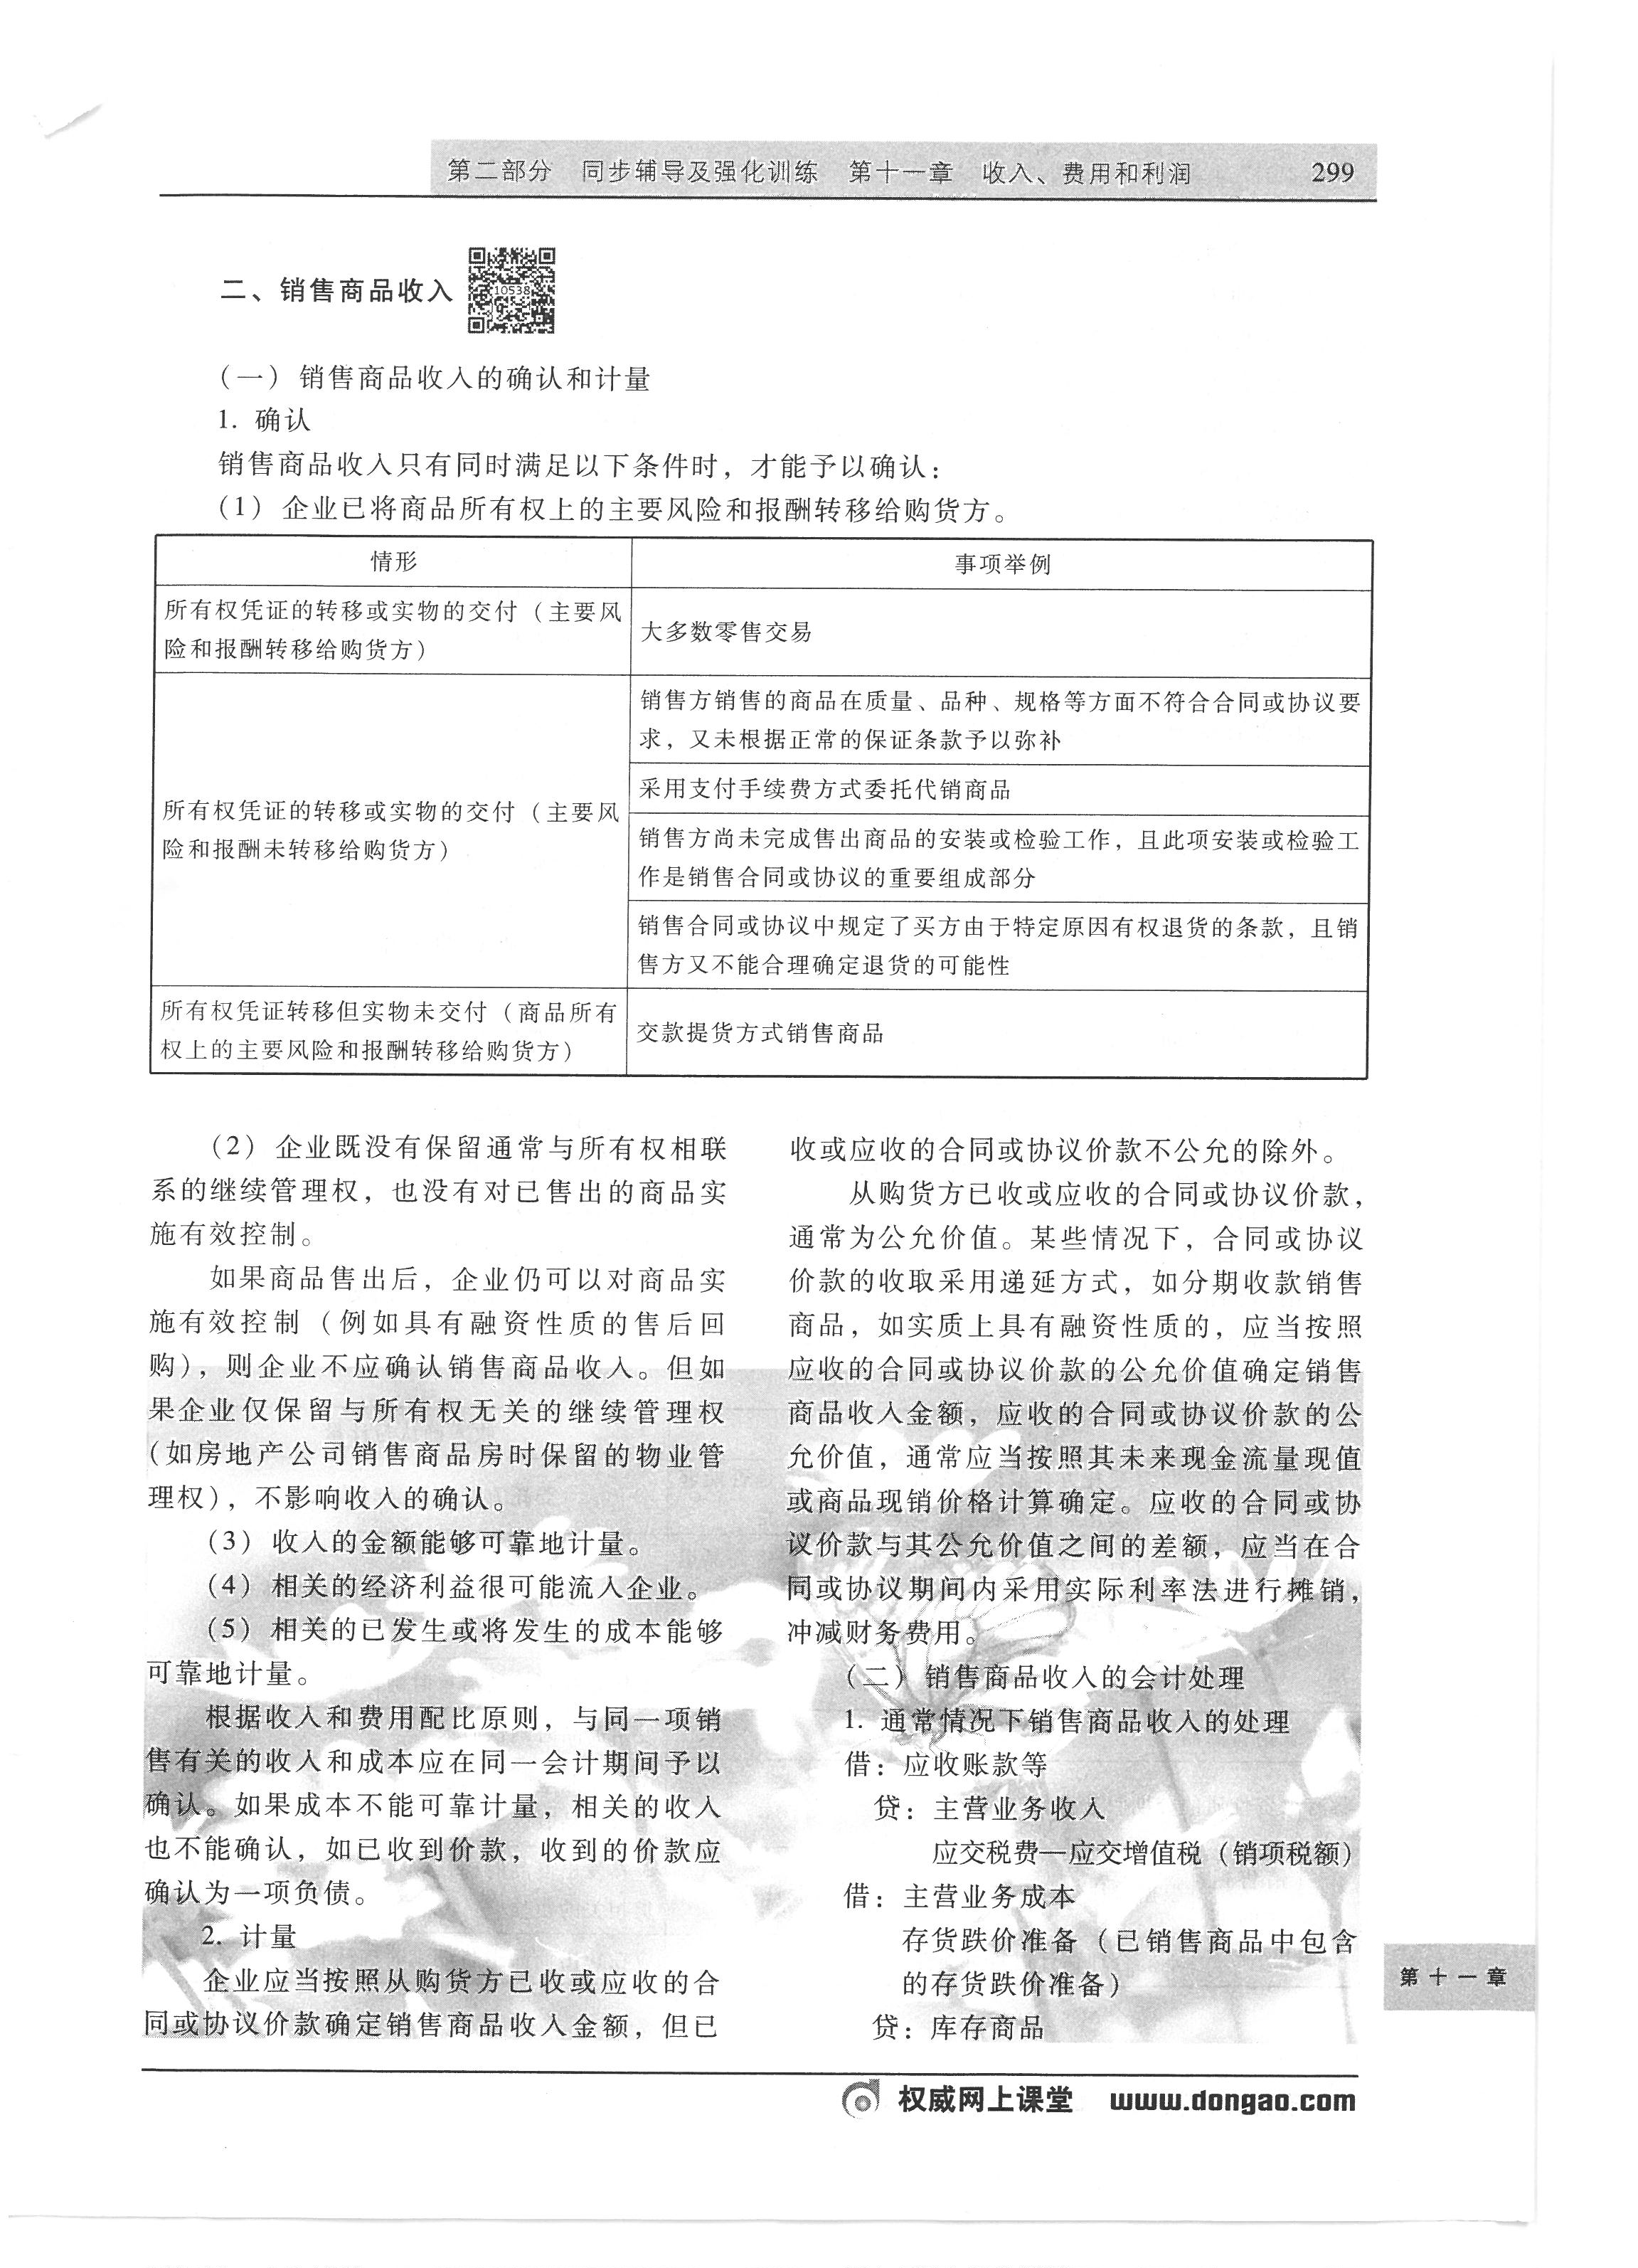 第二部分 同步辅导及强化训练 第十一章 收入、费用和利润 299
二、销售商品收入
10538
(一) 销售商品收入的确认和计量
1. 确认
销售商品收入只有同时满足以下条件时，才能予以确认：
(1) 企业已将商品所有权上的主要风险和报酬转移给购货方。
情形
事项举例
所有权凭证的转移或实物的交付（主要风
险和报酬转移给购货方）
大多数零售交易
所有权凭证的转移或实物的交付（主要风
险和报酬未转移给购货方）
销售方销售的商品在质量、品种、规格等方面不符合合同或协议要
求，又未根据正常的保证条款予以弥补
采用支付手续费方式委托代销商品
销售方尚未完成售出商品的安装或检验工作，且此项安装或检验工
作是销售合同或协议的重要组成部分
销售合同或协议中规定了买方由于特定原因有权退货的条款，且销
售方又不能合理确定退货的可能性
所有权凭证转移但实物未交付（商品所有
权上的主要风险和报酬转移给购货方）
交款提货方式销售商品
(2) 企业既没有保留通常与所有权相联
系的继续管理权，也没有对已售出的商品实
施有效控制。
如果商品售出后，企业仍可以对商品实
施有效控制（例如具有融资性质的售后回
购），则企业不应确认销售商品收入。但如
果企业仅保留与所有权无关的继续管理权
（如房地产公司销售商品房时保留的物业管
理权），不影响收入的确认。
(3) 收入的金额能够可靠地计量。
(4) 相关的经济利益很可能流入企业。
(5) 相关的已发生或将发生的成本能够
可靠地计量。
根据收入和费用配比原则，与同一项销
售有关的收入和成本应在同一会计期间予以
确认。如果成本不能可靠计量，相关的收入
也不能确认，如已收到价款，收到的价款应
确认为一项负债。
2. 计量
企业应当按照从购货方已收或应收的合
同或协议价款确定销售商品收入金额，但已
收或应收的合同或协议价款不公允的除外。
从购货方已收或应收的合同或协议价款，
通常为公允价值。某些情况下，合同或协议
价款的收取采用递延方式，如分期收款销售
商品，如实质上具有融资性质的，应当按照
应收的合同或协议价款的公允价值确定销售
商品收入金额，应收的合同或协议价款的公
允价值，通常应当按照其未来现金流量现值
或商品现销价格计算确定。应收的合同或协
议价款与其公允价值之间的差额，应当在合
同或协议期间内采用实际利率法进行摊销，
冲减财务费用。
(二) 销售商品收入的会计处理
1. 通常情况下销售商品收入的处理
借：应收账款等
贷：主营业务收入
应交税费—应交增值税（销项税额）
借：主营业务成本
存货跌价准备（已销售商品中包含
的存货跌价准备）
贷：库存商品
第十一章
权威网上课堂 www.dongao.com